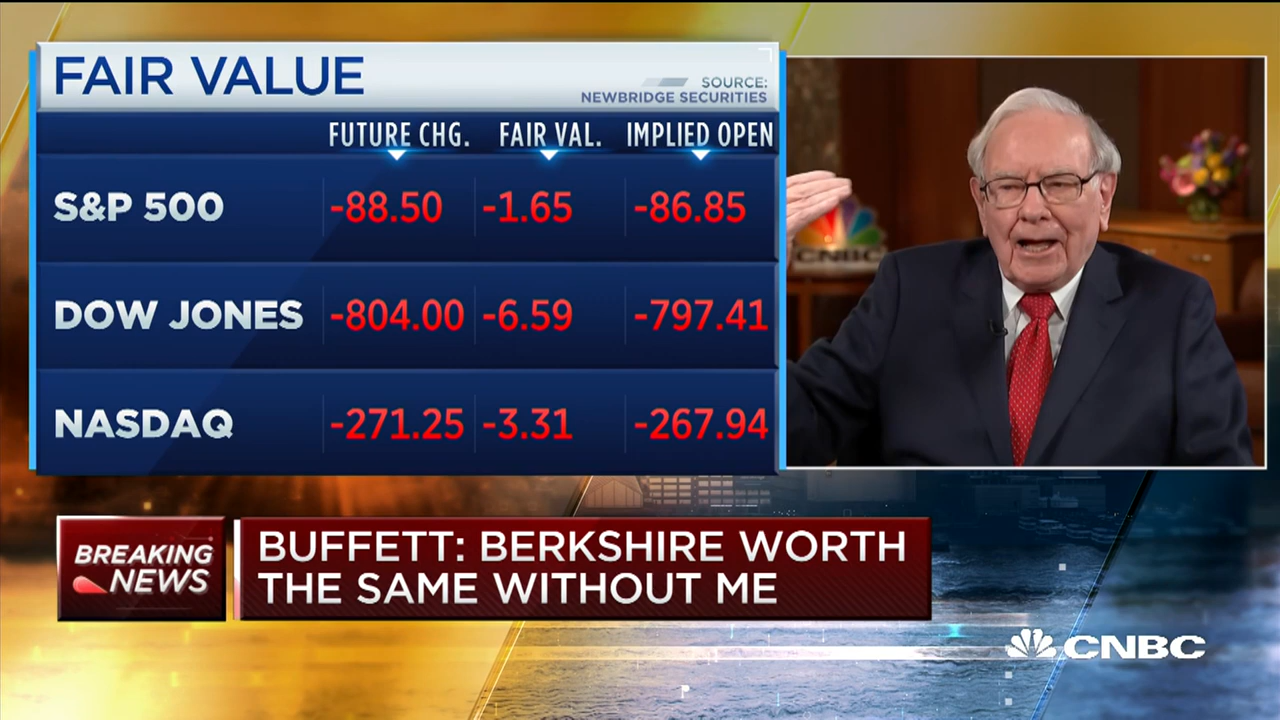 FAIR VALUE
SOURCE:
NEWBRIDGE SECURITIES
FUTURE CHG. FAIR VAL. IMPLIED OPEN
S&P 500 -88.50 -1.65 -86.85
DOW JONES -804.00 -6.59 -797.41
NASDAQ -271.25 -3.31 -267.94
CNBC
BREAKING
NEWS
BUFFETT: BERKSHIRE WORTH
THE SAME WITHOUT ME
CNBC